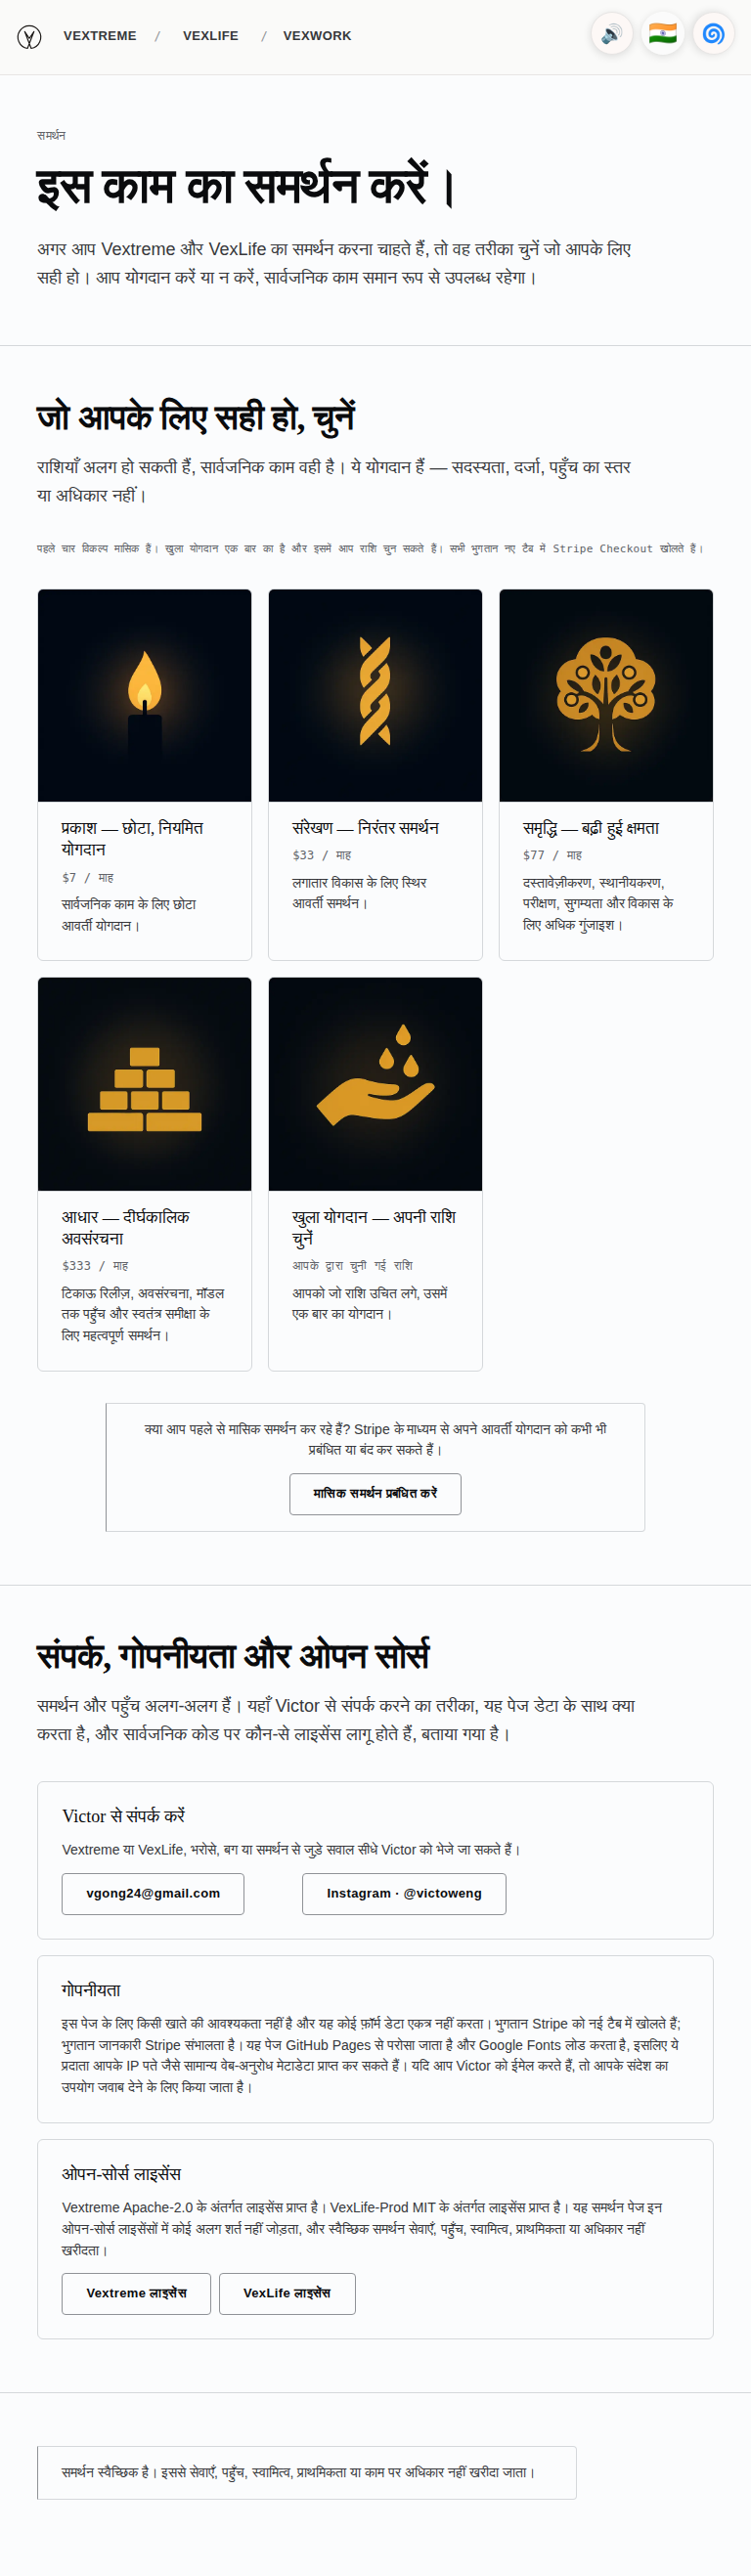 VEXTREME / VEXLIFE / VEXWORK
समर्थन
इस काम का समर्थन करें।
अगर आप Vextreme और VexLife का समर्थन करना चाहते हैं, तो वह तरीका चुनें जो आपके लिए
सही हो। आप योगदान करें या न करें, सार्वजनिक काम समान रूप से उपलब्ध रहेगा।
जो आपके लिए सही हो, चुनें
राशियाँ अलग हो सकती हैं, सार्वजनिक काम वही है। ये योगदान हैं — सदस्यता, दर्जा, पहुँच का स्तर
या अधिकार नहीं।
पहले चार विकल्प मासिक हैं। खुला योगदान एक बार का है और इसमें आप राशि चुन सकते हैं। सभी भुगतान नए टैब में Stripe Checkout खोलते हैं।
प्रकाश — छोटा, नियमित
योगदान
$7 / माह
सार्वजनिक काम के लिए छोटा
आवर्ती योगदान।
संरेखण — निरंतर समर्थन
$33 / माह
लगातार विकास के लिए स्थिर
आवर्ती समर्थन।
समृद्धि — बढ़ी हुई क्षमता
$77 / माह
दस्तावेज़ीकरण, स्थानीयकरण,
परीक्षण, सुगम्यता और विकास के
लिए अधिक गुंजाइश।
आधार — दीर्घकालिक
अवसंरचना
$333 / माह
टिकाऊ रिलीज़, अवसंरचना, मॉडल
तक पहुँच और स्वतंत्र समीक्षा के
लिए महत्वपूर्ण समर्थन।
खुला योगदान — अपनी राशि
चुनें
आपके द्वारा चुनी गई राशि
आपको जो राशि उचित लगे, उसमें
एक बार का योगदान।
क्या आप पहले से मासिक समर्थन कर रहे हैं? Stripe के माध्यम से अपने आवर्ती योगदान को कभी भी
प्रबंधित या बंद कर सकते हैं।
मासिक समर्थन प्रबंधित करें
संपर्क, गोपनीयता और ओपन सोर्स
समर्थन और पहुँच अलग-अलग हैं। यहाँ Victor से संपर्क करने का तरीका, यह पेज डेटा के साथ क्या
करता है, और सार्वजनिक कोड पर कौन-से लाइसेंस लागू होते हैं, बताया गया है।
Victor से संपर्क करें
Vextreme या VexLife, भरोसे, बग या समर्थन से जुड़े सवाल सीधे Victor को भेजे जा सकते हैं।
vgong24@gmail.com
Instagram · @victoweng
गोपनीयता
इस पेज के लिए किसी खाते की आवश्यकता नहीं है और यह कोई फ़ॉर्म डेटा एकत्र नहीं करता। भुगतान Stripe को नई टैब में खोलते हैं;
भुगतान जानकारी Stripe संभालता है। यह पेज GitHub Pages से परोसा जाता है और Google Fonts लोड करता है, इसलिए ये
प्रदाता आपके IP पते जैसे सामान्य वेब-अनुरोध मेटाडेटा प्राप्त कर सकते हैं। यदि आप Victor को ईमेल करते हैं, तो आपके संदेश का
उपयोग जवाब देने के लिए किया जाता है।
ओपन-सोर्स लाइसेंस
Vextreme Apache-2.0 के अंतर्गत लाइसेंस प्राप्त है। VexLife-Prod MIT के अंतर्गत लाइसेंस प्राप्त है। यह समर्थन पेज इन
ओपन-सोर्स लाइसेंसों में कोई अलग शर्त नहीं जोड़ता, और स्वैच्छिक समर्थन सेवाएँ, पहुँच, स्वामित्व, प्राथमिकता या अधिकार नहीं
खरीदता।
Vextreme लाइसेंस
VexLife लाइसेंस
समर्थन स्वैच्छिक है। इससे सेवाएँ, पहुँच, स्वामित्व, प्राथमिकता या काम पर अधिकार नहीं खरीदा जाता।